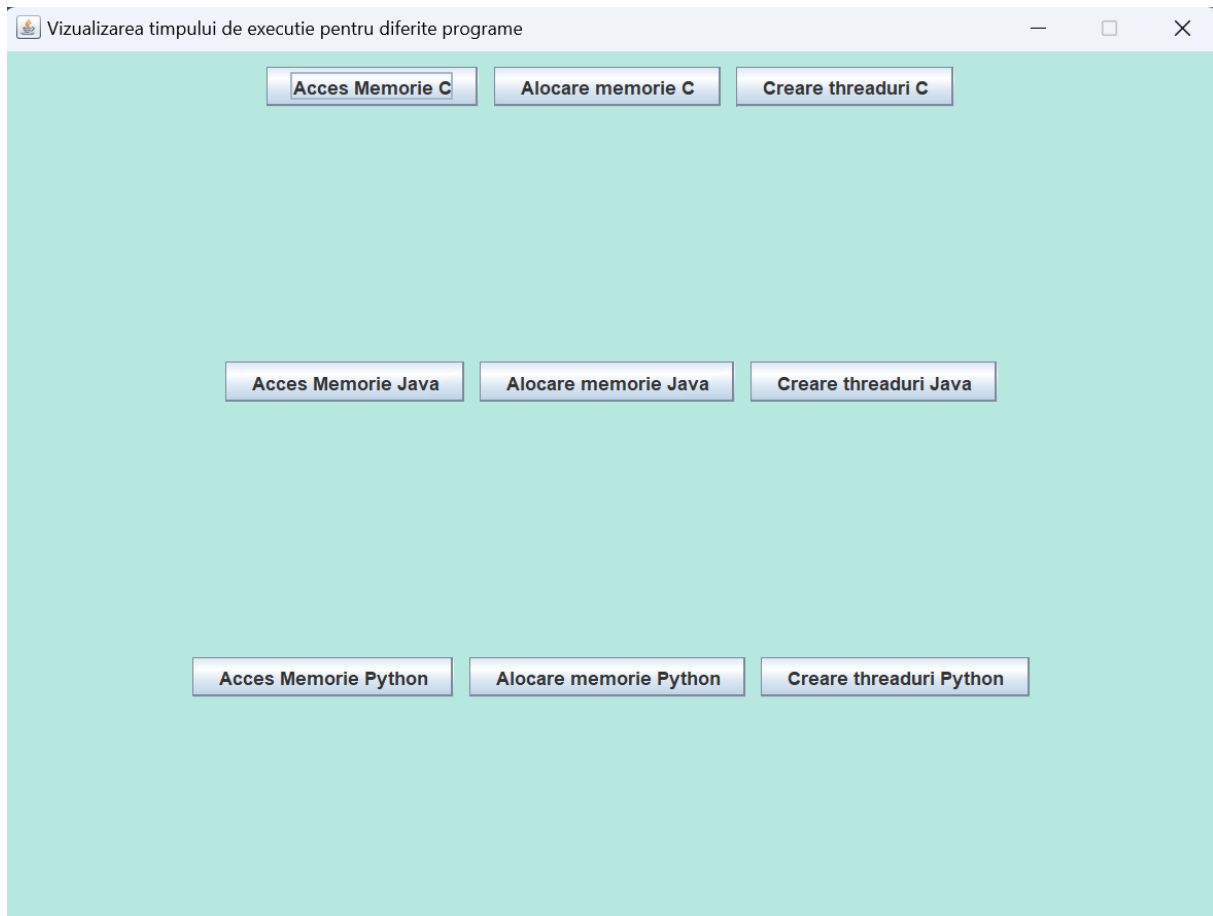 Vizualizarea timpului de executie pentru diferite programe
Acces Memorie C Alocare memorie C Creare threaduri C
Acces Memorie Java Alocare memorie Java Creare threaduri Java
Acces Memorie Python Alocare memorie Python Creare threaduri Python